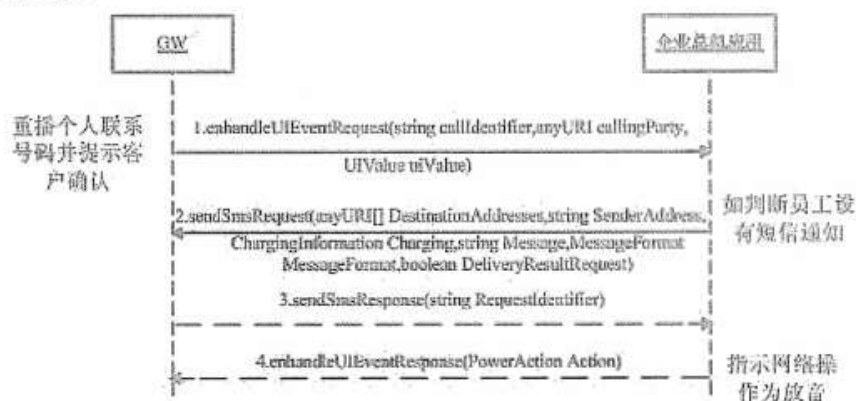 GW
企业总机应用
重播个人联系
号码并提示客
户确认
1.enhandleUIEventRequest(string callIdentifier,anyURI callingParty,
UIValue uiValue)
2.sendSmsRequest(anyURI[] DestinationAddresses,string SenderAddress,
ChargingInformation Charging,string Message,MessageFormat
MessageFormat,boolean DeliveryResultRequest)
如判断员工设
有短信通知
3.sendSmsResponse(string RequestIdentifier)
4.enhandleUIEventResponse(PowerAction Action)
指示网络操
作为放音